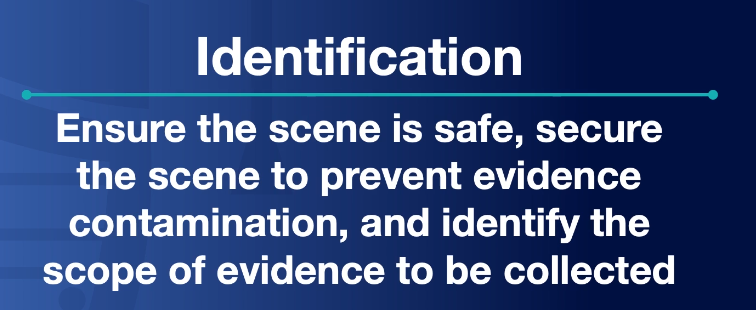 Identification
Ensure the scene is safe, secure
the scene to prevent evidence
contamination, and identify the
scope of evidence to be collected